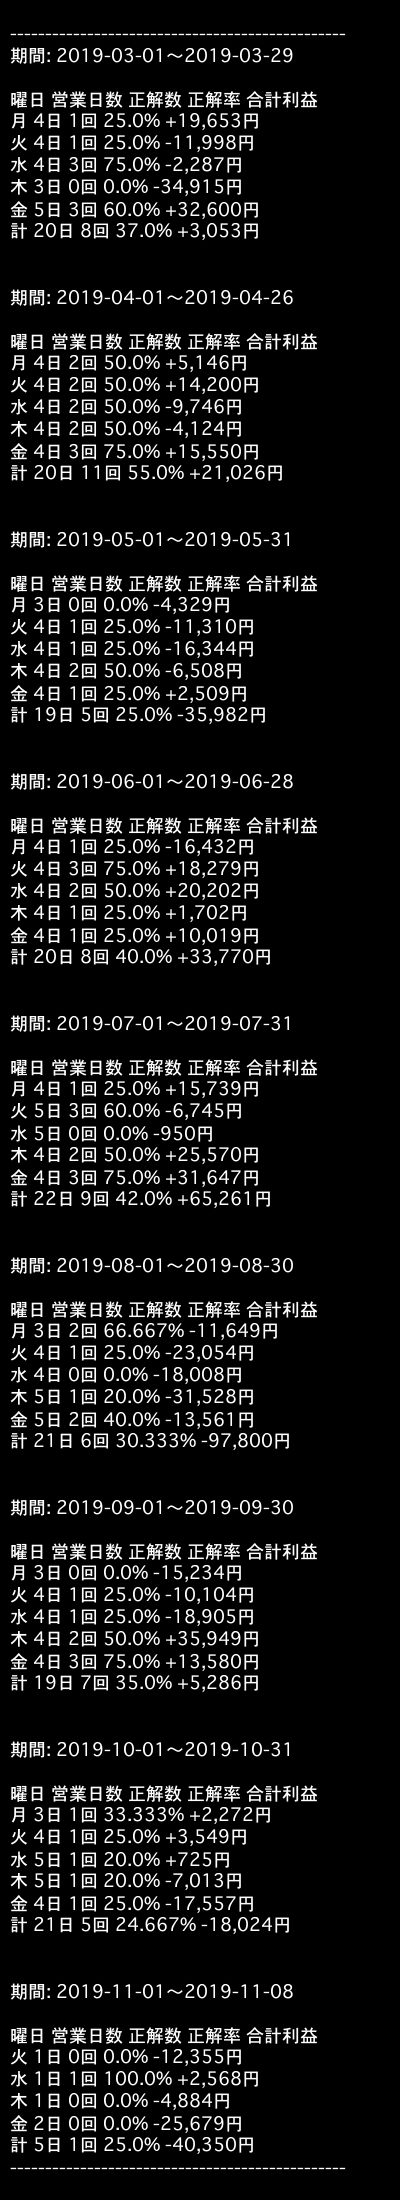 ------------------------------------------------
期間: 2019-03-01〜2019-03-29
曜日 営業日数 正解数 正解率 合計利益
月 4日 1回 25.0% +19,653円
火 4日 1回 25.0% -11,998円
水 4日 3回 75.0% -2,287円
木 3日 0回 0.0% -34,915円
金 5日 3回 60.0% +32,600円
計 20日 8回 37.0% +3,053円
期間: 2019-04-01〜2019-04-26
曜日 営業日数 正解数 正解率 合計利益
月 4日 2回 50.0% +5,146円
火 4日 2回 50.0% +14,200円
水 4日 2回 50.0% -9,746円
木 4日 2回 50.0% -4,124円
金 4日 3回 75.0% +15,550円
計 20日 11回 55.0% +21,026円
期間: 2019-05-01〜2019-05-31
曜日 営業日数 正解数 正解率 合計利益
月 3日 0回 0.0% -4,329円
火 4日 1回 25.0% -11,310円
水 4日 1回 25.0% -16,344円
木 4日 2回 50.0% -6,508円
金 4日 1回 25.0% +2,509円
計 19日 5回 25.0% -35,982円
期間: 2019-06-01〜2019-06-28
曜日 営業日数 正解数 正解率 合計利益
月 4日 1回 25.0% -16,432円
火 4日 3回 75.0% +18,279円
水 4日 2回 50.0% +20,202円
木 4日 1回 25.0% +1,702円
金 4日 1回 25.0% +10,019円
計 20日 8回 40.0% +33,770円
期間: 2019-07-01〜2019-07-31
曜日 営業日数 正解数 正解率 合計利益
月 4日 1回 25.0% +15,739円
火 5日 3回 60.0% -6,745円
水 5日 0回 0.0% -950円
木 4日 2回 50.0% +25,570円
金 4日 3回 75.0% +31,647円
計 22日 9回 42.0% +65,261円
期間: 2019-08-01〜2019-08-30
曜日 営業日数 正解数 正解率 合計利益
月 3日 2回 66.667% -11,649円
火 4日 1回 25.0% -23,054円
水 4日 0回 0.0% -18,008円
木 5日 1回 20.0% -31,528円
金 5日 2回 40.0% -13,561円
計 21日 6回 30.333% -97,800円
期間: 2019-09-01〜2019-09-30
曜日 営業日数 正解数 正解率 合計利益
月 3日 0回 0.0% -15,234円
火 4日 1回 25.0% -10,104円
水 4日 1回 25.0% -18,905円
木 4日 2回 50.0% +35,949円
金 4日 3回 75.0% +13,580円
計 19日 7回 35.0% +5,286円
期間: 2019-10-01〜2019-10-31
曜日 営業日数 正解数 正解率 合計利益
月 3日 1回 33.333% +2,272円
火 4日 1回 25.0% +3,549円
水 5日 1回 20.0% +725円
木 5日 1回 20.0% -7,013円
金 4日 1回 25.0% -17,557円
計 21日 5回 24.667% -18,024円
期間: 2019-11-01〜2019-11-08
曜日 営業日数 正解数 正解率 合計利益
火 1日 0回 0.0% -12,355円
水 1日 1回 100.0% +2,568円
木 1日 0回 0.0% -4,884円
金 2日 0回 0.0% -25,679円
計 5日 1回 25.0% -40,350円
------------------------------------------------